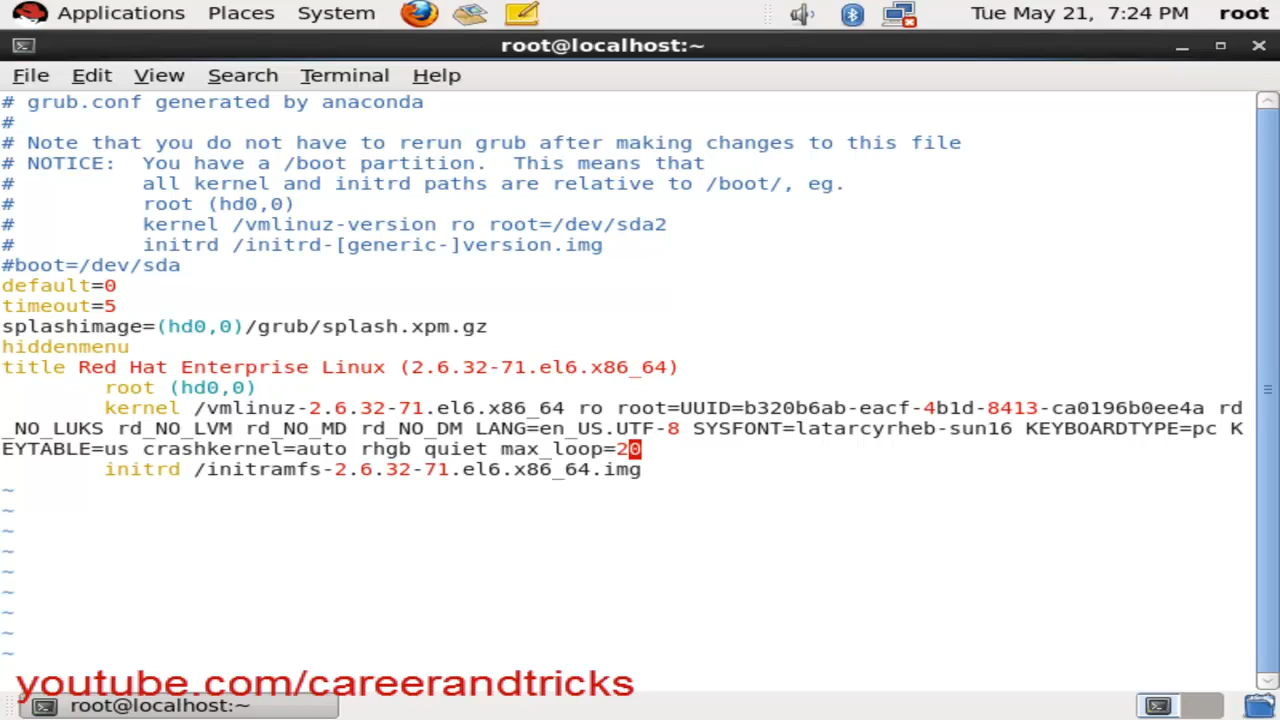 Applications Places System Tue May 21, 7:24 PM root
root@localhost:~
File Edit View Search Terminal Help
# grub.conf generated by anaconda
#
# Note that you do not have to rerun grub after making changes to this file
# NOTICE:  You have a /boot partition.  This means that
#          all kernel and initrd paths are relative to /boot/, eg.
#          root (hd0,0)
#          kernel /vmlinuz-version ro root=/dev/sda2
#          initrd /initrd-[generic-]version.img
#boot=/dev/sda
default=0
timeout=5
splashimage=(hd0,0)/grub/splash.xpm.gz
hiddenmenu
title Red Hat Enterprise Linux (2.6.32-71.el6.x86_64)
        root (hd0,0)
        kernel /vmlinuz-2.6.32-71.el6.x86_64 ro root=UUID=b320b6ab-eacf-4b1d-8413-ca0196b0ee4a rd
_NO_LUKS rd_NO_LVM rd_NO_MD rd_NO_DM LANG=en_US.UTF-8 SYSFONT=latarcyrheb-sun16 KEYBOARDTYPE=pc K
EYTABLE=us crashkernel=auto rhgb quiet max_loop=20
        initrd /initramfs-2.6.32-71.el6.x86_64.img
~
~
~
~
~
~
~
~
~
youtube.com/careerandtricks
root@localhost:~